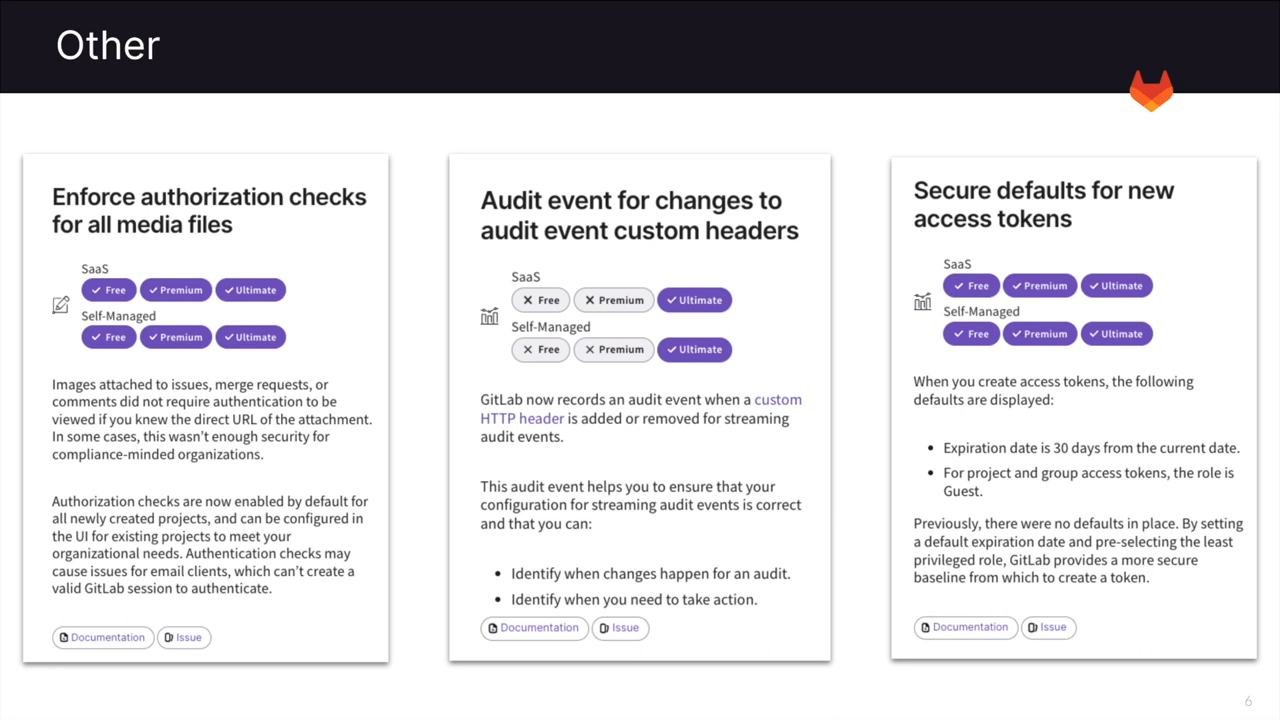 Other
Enforce authorization checks
for all media files
SaaS
Free Premium Ultimate
Self-Managed
Free Premium Ultimate
Images attached to issues, merge requests, or
comments did not require authentication to be
viewed if you knew the direct URL of the attachment.
In some cases, this wasn't enough security for
compliance-minded organizations.
Authorization checks are now enabled by default for
all newly created projects, and can be configured in
the UI for existing projects to meet your
organizational needs. Authentication checks may
cause issues for email clients, which can't create a
valid GitLab session to authenticate.
Documentation Issue
Audit event for changes to
audit event custom headers
SaaS
Free Premium Ultimate
Self-Managed
Free Premium Ultimate
GitLab now records an audit event when a custom
HTTP header is added or removed for streaming
audit events.
This audit event helps you to ensure that your
configuration for streaming audit events is correct
and that you can:
• Identify when changes happen for an audit.
• Identify when you need to take action.
Documentation Issue
Secure defaults for new
access tokens
SaaS
Free Premium Ultimate
Self-Managed
Free Premium Ultimate
When you create access tokens, the following
defaults are displayed:
• Expiration date is 30 days from the current date.
• For project and group access tokens, the role is
Guest.
Previously, there were no defaults in place. By setting
a default expiration date and pre-selecting the least
privileged role, GitLab provides a more secure
baseline from which to create a token.
Documentation Issue
6